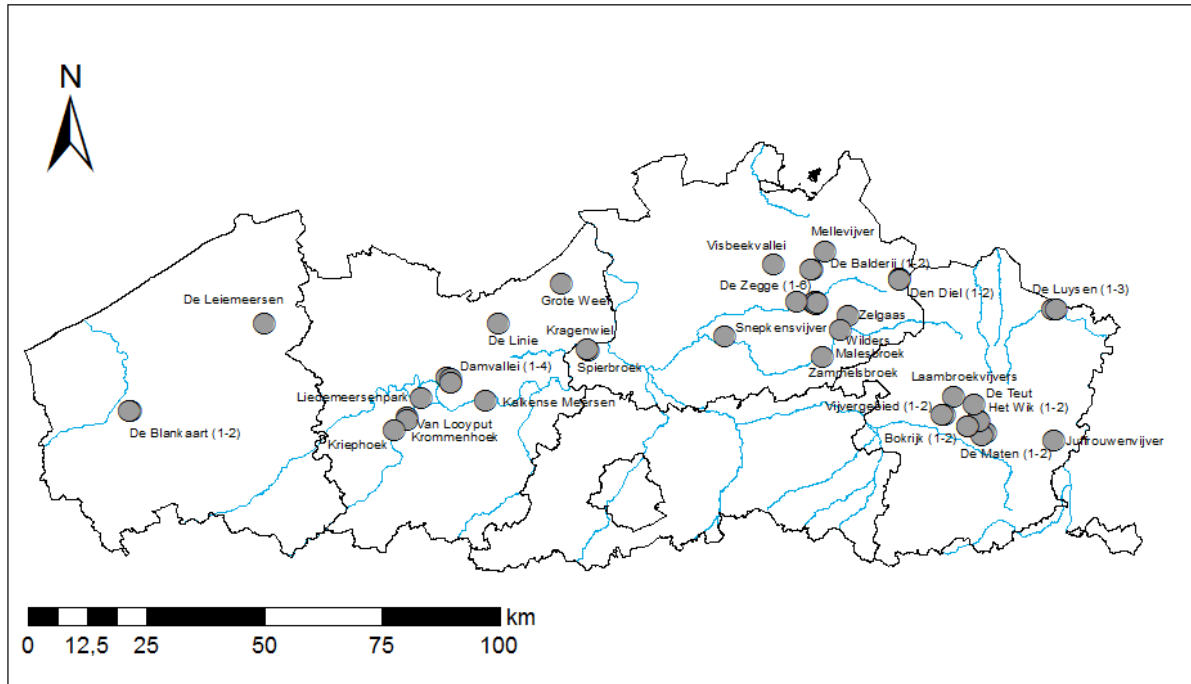 N
Mellevijver
Visbeekvallei
De Balderij (1-2)
De Zegge (1-6)
Den Diel (1-2)
De Luysen (1-3)
De Leiemeersen
Grote Weel
Zelgaas
Kragenwiel
De Linie
Snepkensvijver
Wilders
Spierbroek
Malesbroek
Damvallei (1-4)
Zammelsbroek
Laambroekvijvers
De Teut
Liedemeersenpark
Kalkense Meersen
Vijvergebied (1-2)
Het Wik (1-2)
De Blankaart (1-2)
Van Looyput
Krommenhoek
Kriephoek
Bokrijk (1-2)
Juffrouwenvijver
De Maten (1-2)
km
0 12,5 25 50 75 100